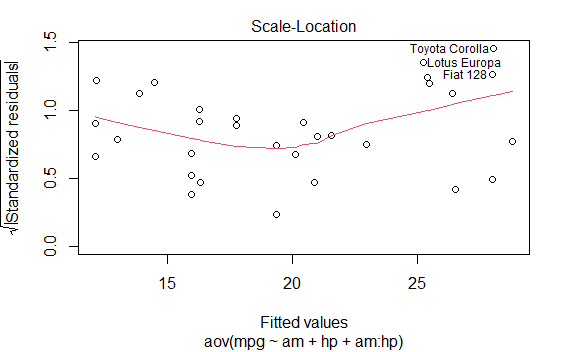 Scale-Location
√|Standardized residuals|
1.5
1.0
0.5
0.0
Toyota Corolla
Lotus Europa
Fiat 128
15 20 25
Fitted values
aov(mpg ~ am + hp + am:hp)